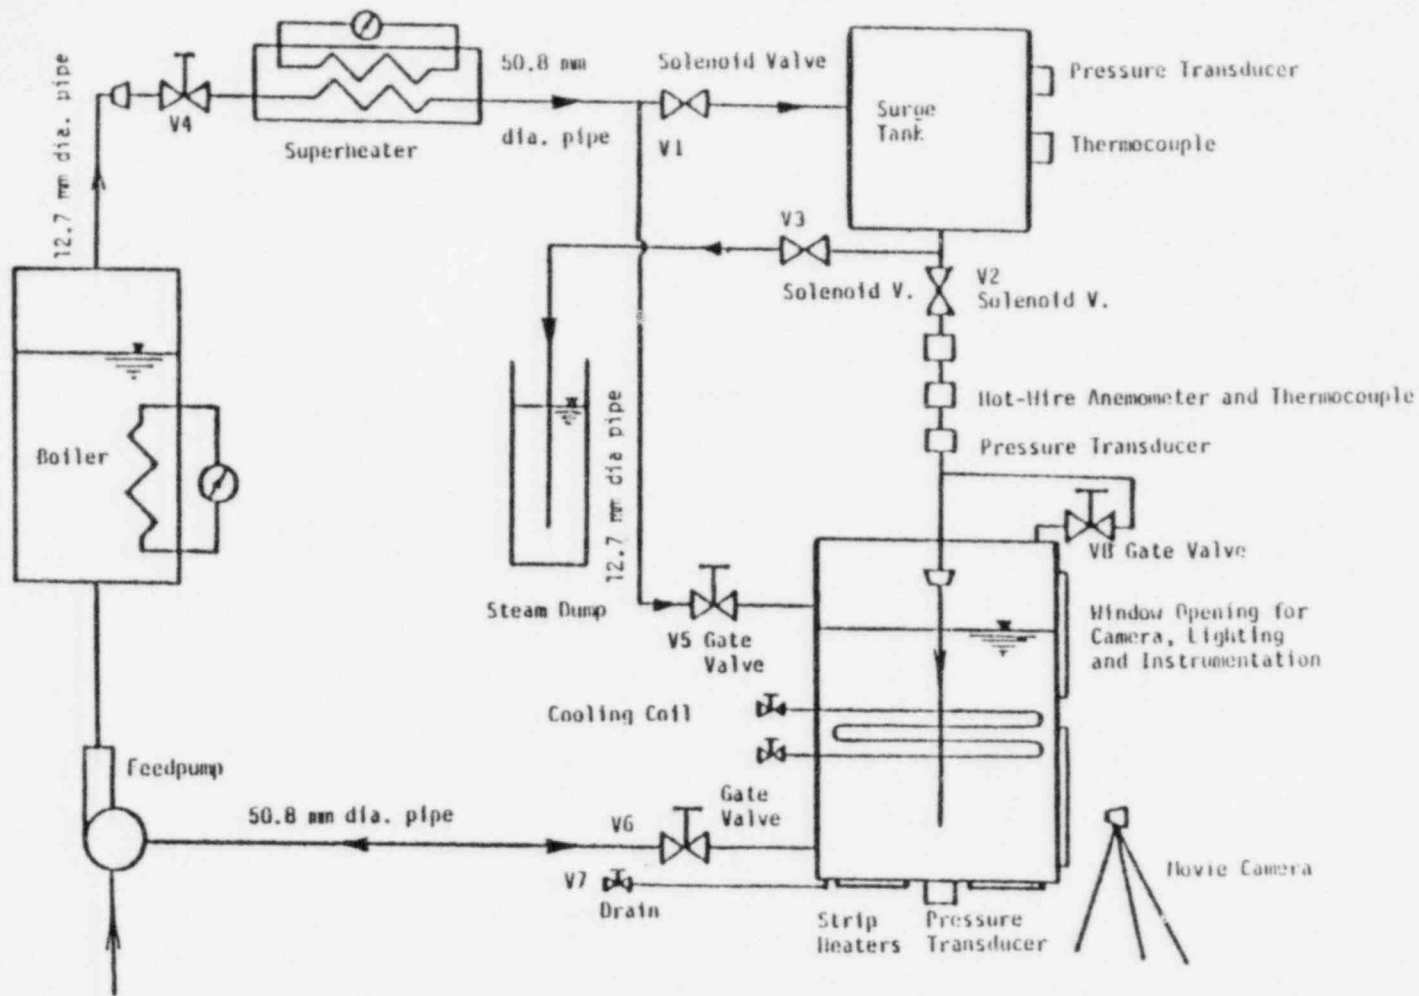 12.7 mm dia. pipe
V4
Superheater
50.8 mm
dia. pipe
Solenoid Valve
V1
Surge
Tank
Pressure Transducer
Thermocouple
V3
Solenoid V.
V2
Solenoid V.
Hot-Wire Anemometer and Thermocouple
Pressure Transducer
Boiler
12.7 mm dia pipe
Steam Dump
V8 Gate Valve
V5 Gate
Valve
Window Opening for
Camera, Lighting
and Instrumentation
Cooling Coil
Feedpump
50.8 mm dia. pipe
V6
Gate
Valve
V7
Drain
Strip
Heaters
Pressure
Transducer
Movie Camera